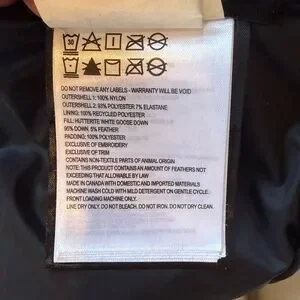 DO NOT REMOVE ANY LABELS - WARRANTY WILL BE VOID
OUTERSHELL 1: 100% NYLON
OUTERSHELL 2: 93% POLYESTER 7% ELASTANE
LINING: 100% RECYCLED POLYESTER
FILL: HUTTERITE WHITE GOOSE DOWN
95% DOWN, 5% FEATHER
PADDING: 100% POLYESTER
EXCLUSIVE OF EMBROIDERY
EXCLUSIVE OF TRIM
CONTAINS NON-TEXTILE PARTS OF ANIMAL ORIGIN
NOTE: THIS PRODUCT CONTAINS AN AMOUNT OF FEATHERS NOT
EXCEEDING THAT ALLOWABLE BY LAW
MADE IN CANADA WITH DOMESTIC AND IMPORTED MATERIALS
MACHINE WASH COLD WITH MILD DETERGENT ON GENTLE CYCLE.
FRONT LOADING MACHINE ONLY.
LINE DRY ONLY. DO NOT BLEACH. DO NOT IRON. DO NOT DRY CLEAN.